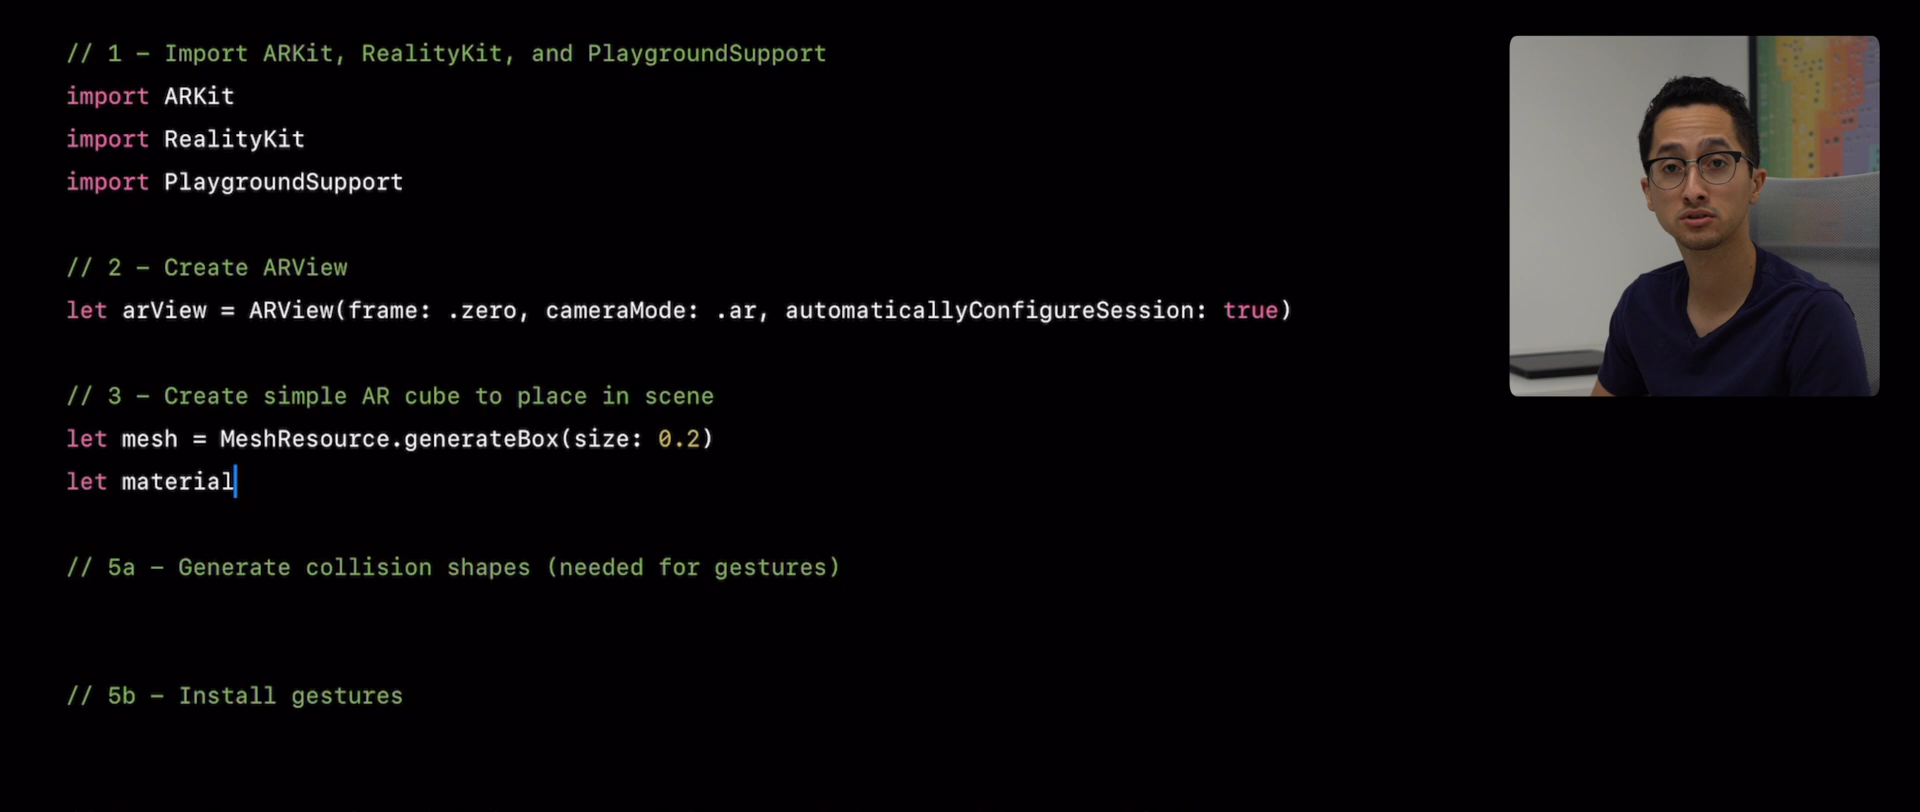 // 1 – Import ARKit, RealityKit, and PlaygroundSupport
import ARKit
import RealityKit
import PlaygroundSupport
// 2 – Create ARView
let arView = ARView(frame: .zero, cameraMode: .ar, automaticallyConfigureSession: true)
// 3 – Create simple AR cube to place in scene
let mesh = MeshResource.generateBox(size: 0.2)
let material
// 5a – Generate collision shapes (needed for gestures)
// 5b – Install gestures